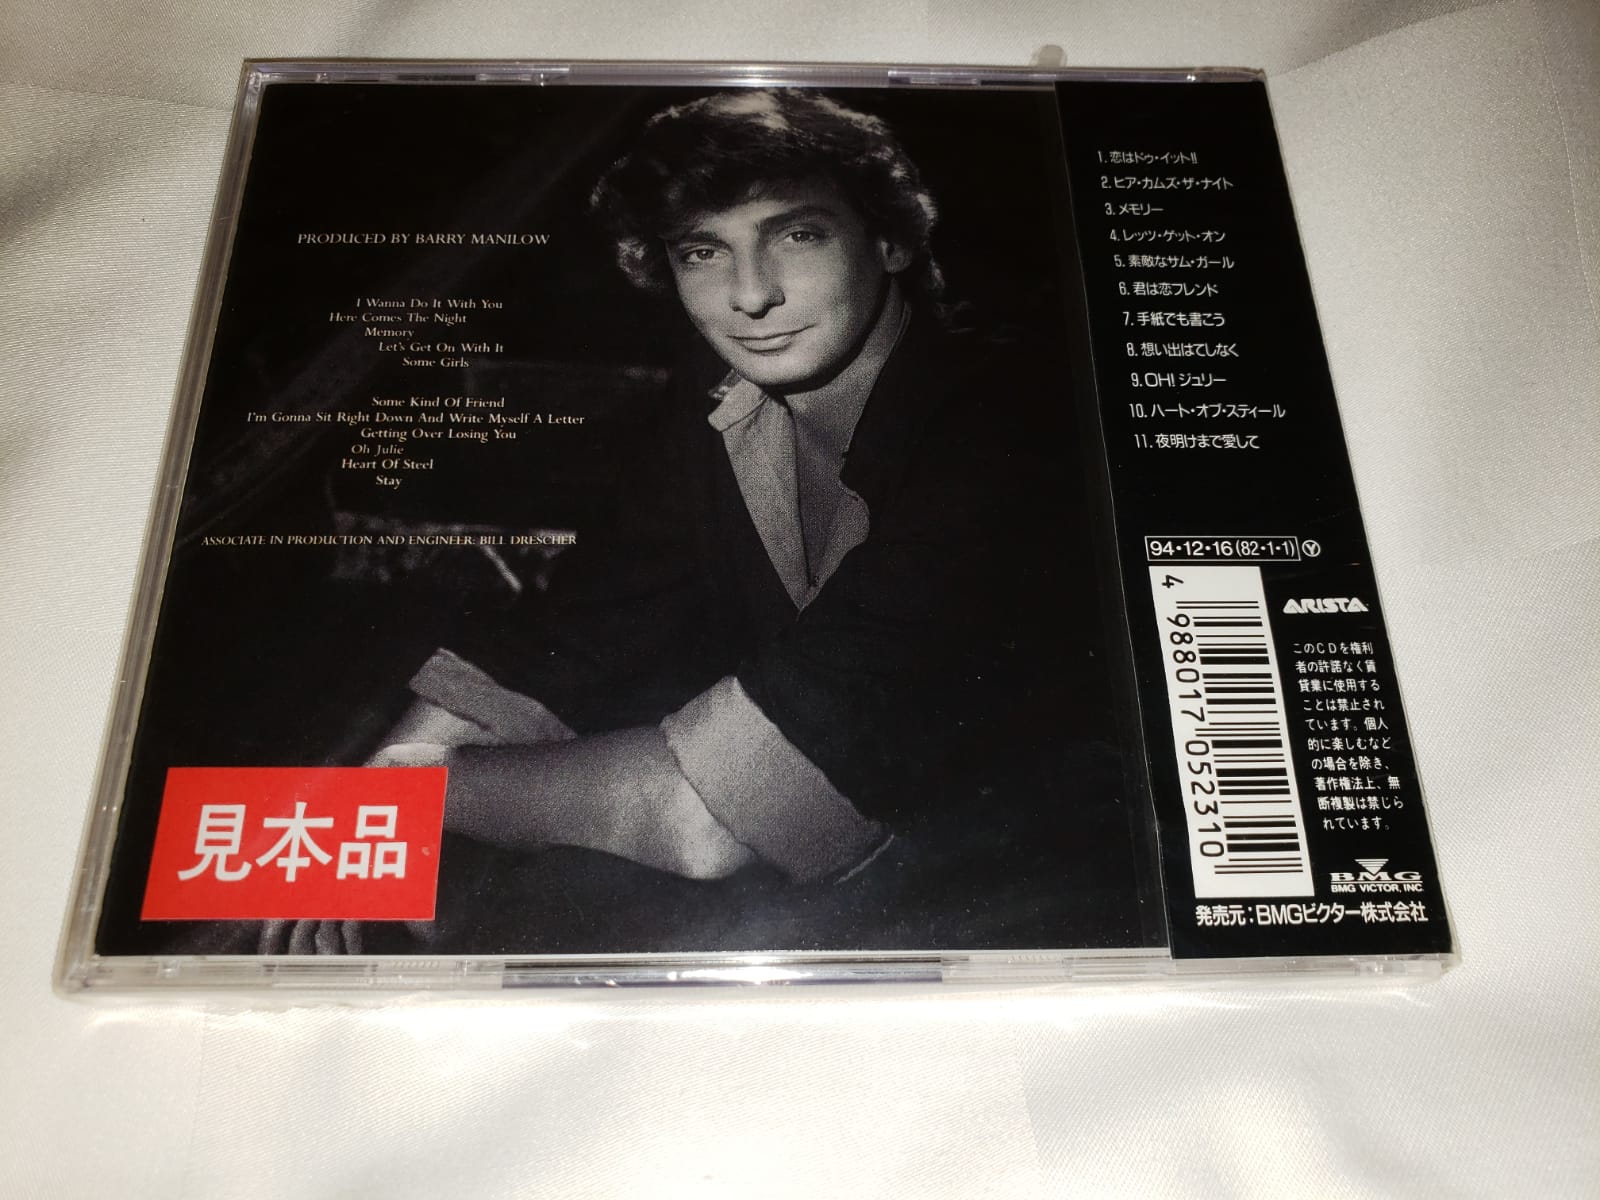 PRODUCED BY BARRY MANILOW
I Wanna Do It With You
Here Comes The Night
Memory
Let's Get On With It
Some Girls
Some Kind Of Friend
I'm Gonna Sit Right Down And Write Myself A Letter
Getting Over Losing You
Oh Julie
Heart Of Steel
Stay
ASSOCIATE IN PRODUCTION AND ENGINEER: BILL DRESCHER
見本品
1. 恋はドゥ・イット!!
2. ヒア・カムズ・ザ・ナイト
3. メモリー
4. レッツ・ゲット・オン
5. 素敵なサム・ガール
6. 君は恋フレンド
7. 手紙でも書こう
8. 想い出はてしなく
9. OH! ジュリー
10. ハート・オブ・スティール
11. 夜明けまで愛して
94・12・16(82・1・1) Ⓨ
4 988017 052310
ARISTA
このCDを権利
者の許諾なく賃
貸業に使用する
ことは禁止され
ています。個人
的に楽しむなど
の場合を除き、
著作権法上、無
断複製は禁じら
れています。
BMG
BMG VICTOR, INC.
発売元：BMGビクター株式会社